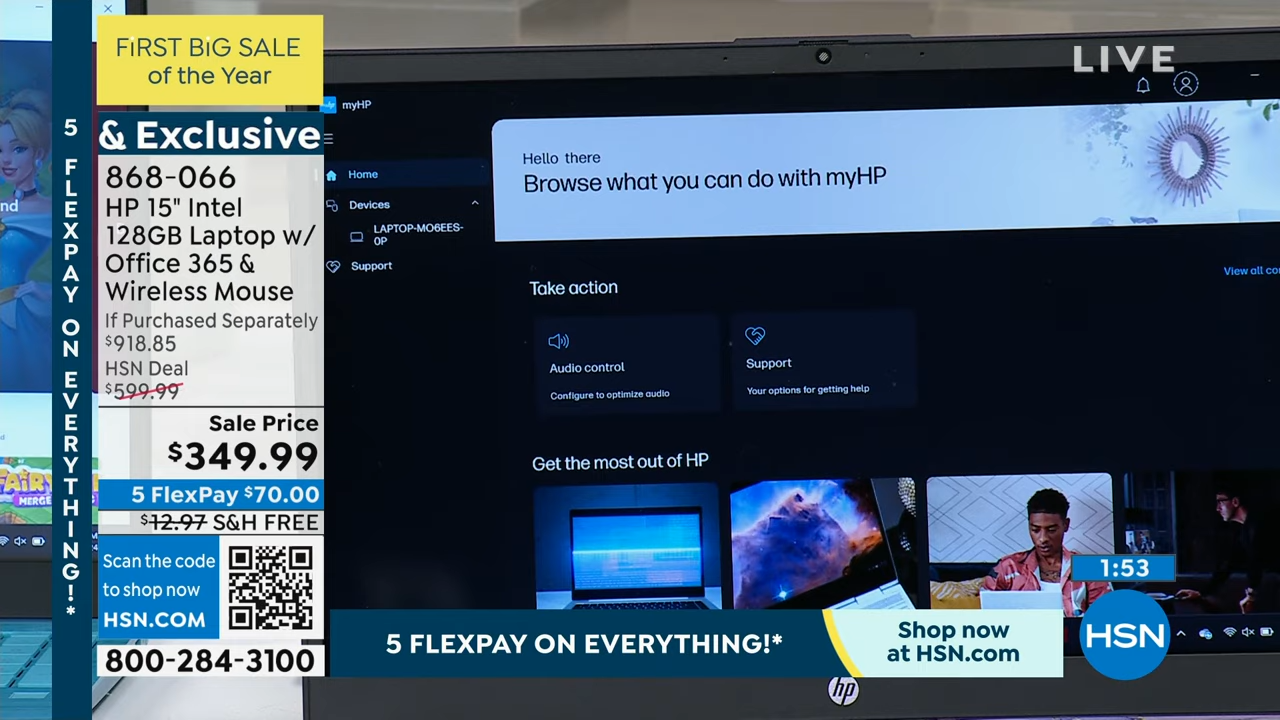 FiRST BiG SALE
of the Year
& Exclusive
868-066
HP 15" Intel
128GB Laptop w/
Office 365 &
Wireless Mouse
If Purchased Separately
$918.85
HSN Deal
$599.99
Sale Price
$349.99
5 FlexPay $70.00
$12.97 S&H FREE
Scan the code
to shop now
HSN.COM
800-284-3100
5 FLEXPAY ON EVERYTHING!*
nd
FAIRY
MERGE
LIVE
myHP
Home
Devices
LAPTOP-MO6EES-
0P
Support
Hello there
Browse what you can do with myHP
View all co
Take action
Audio control
Configure to optimize audio
Support
Your options for getting help
Get the most out of HP
1:53
5 FLEXPAY ON EVERYTHING!*
Shop now
at HSN.com
HSN
hp